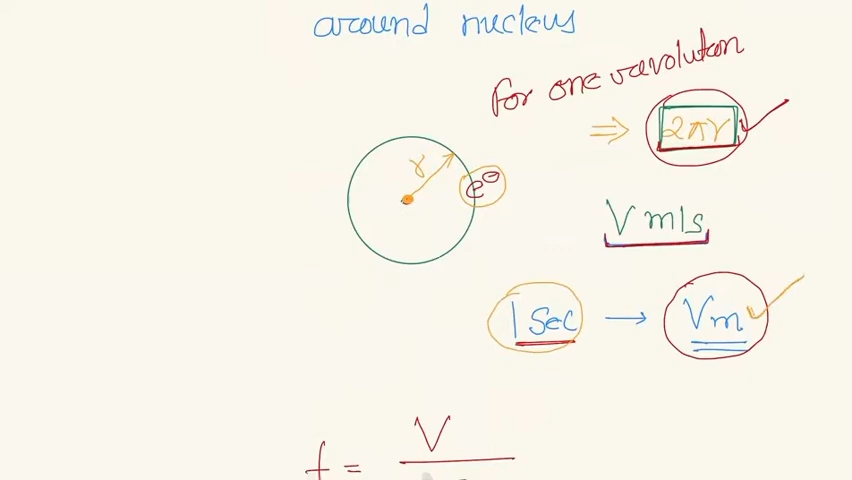 around nucleus
For one revolution
⇒ 2πr
r
e⊖
V m/s
1 Sec → Vm
f = V